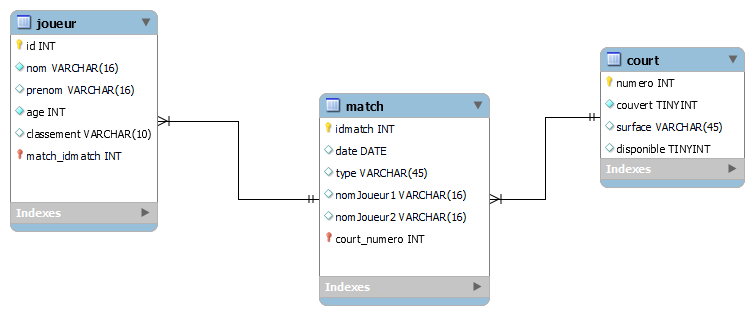 joueur
id INT
nom VARCHAR(16)
prenom VARCHAR(16)
age INT
classement VARCHAR(10)
match_idmatch INT
Indexes
match
idmatch INT
date DATE
type VARCHAR(45)
nomJoueur1 VARCHAR(16)
nomJoueur2 VARCHAR(16)
court_numero INT
Indexes
court
numero INT
couvert TINYINT
surface VARCHAR(45)
disponible TINYINT
Indexes